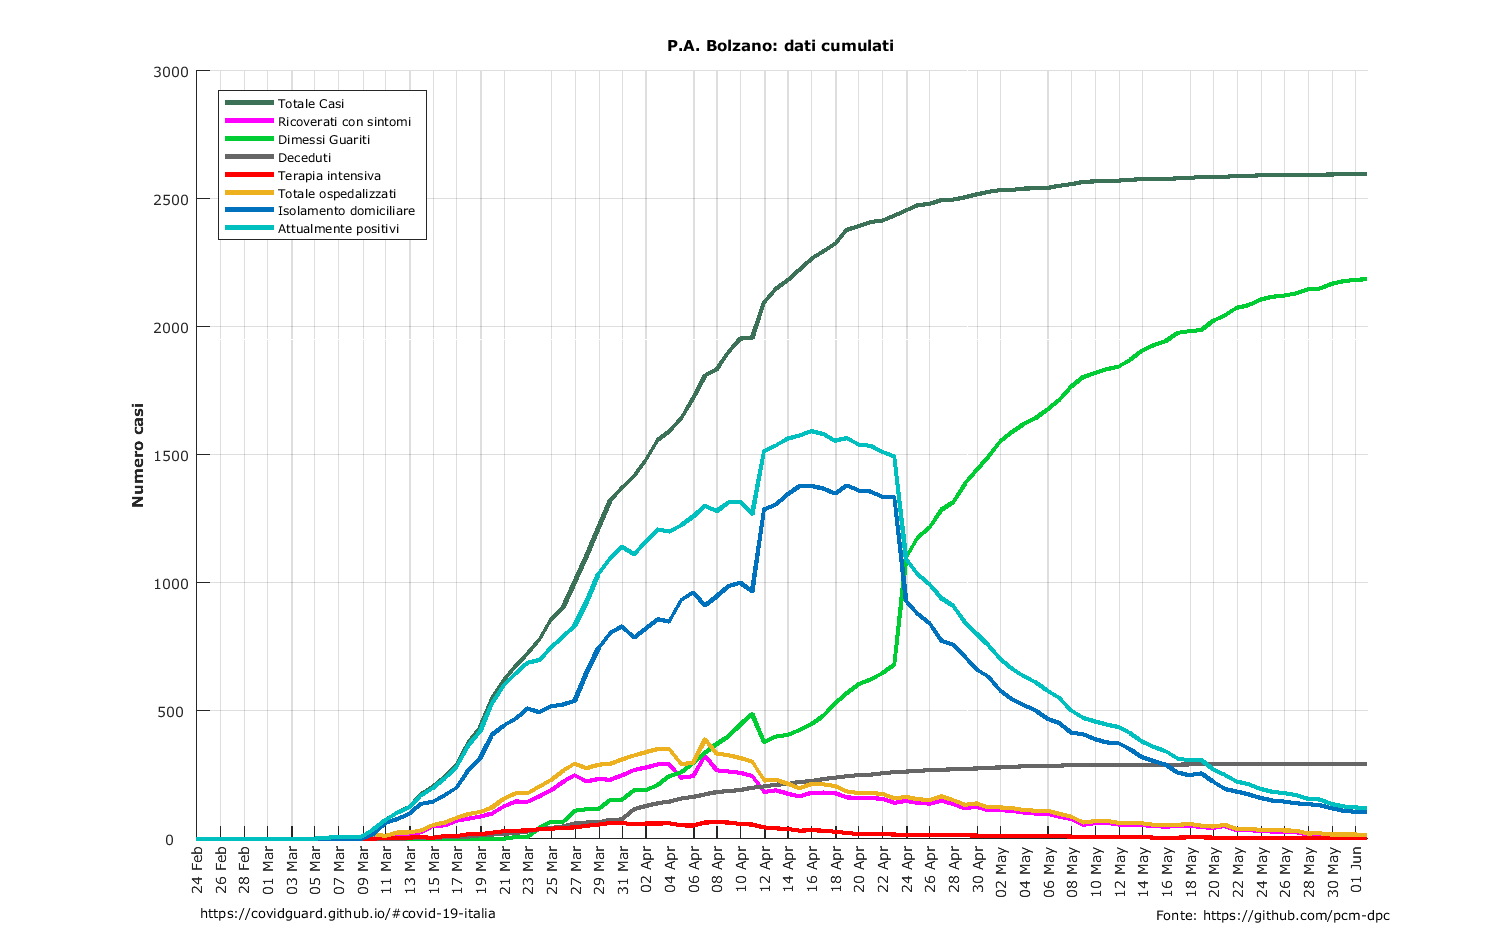 P.A. Bolzano: dati cumulati
3000
2500
2000
1500
1000
500
0
Numero casi
Totale Casi
Ricoverati con sintomi
Dimessi Guariti
Deceduti
Terapia intensiva
Totale ospedalizzati
Isolamento domiciliare
Attualmente positivi
24 Feb
26 Feb
28 Feb
01 Mar
03 Mar
05 Mar
07 Mar
09 Mar
11 Mar
13 Mar
15 Mar
17 Mar
19 Mar
21 Mar
23 Mar
25 Mar
27 Mar
29 Mar
31 Mar
02 Apr
04 Apr
06 Apr
08 Apr
10 Apr
12 Apr
14 Apr
16 Apr
18 Apr
20 Apr
22 Apr
24 Apr
26 Apr
28 Apr
30 Apr
02 May
04 May
06 May
08 May
10 May
12 May
14 May
16 May
18 May
20 May
22 May
24 May
26 May
28 May
30 May
01 Jun
https://covidguard.github.io/#covid-19-italia
Fonte: https://github.com/pcm-dpc